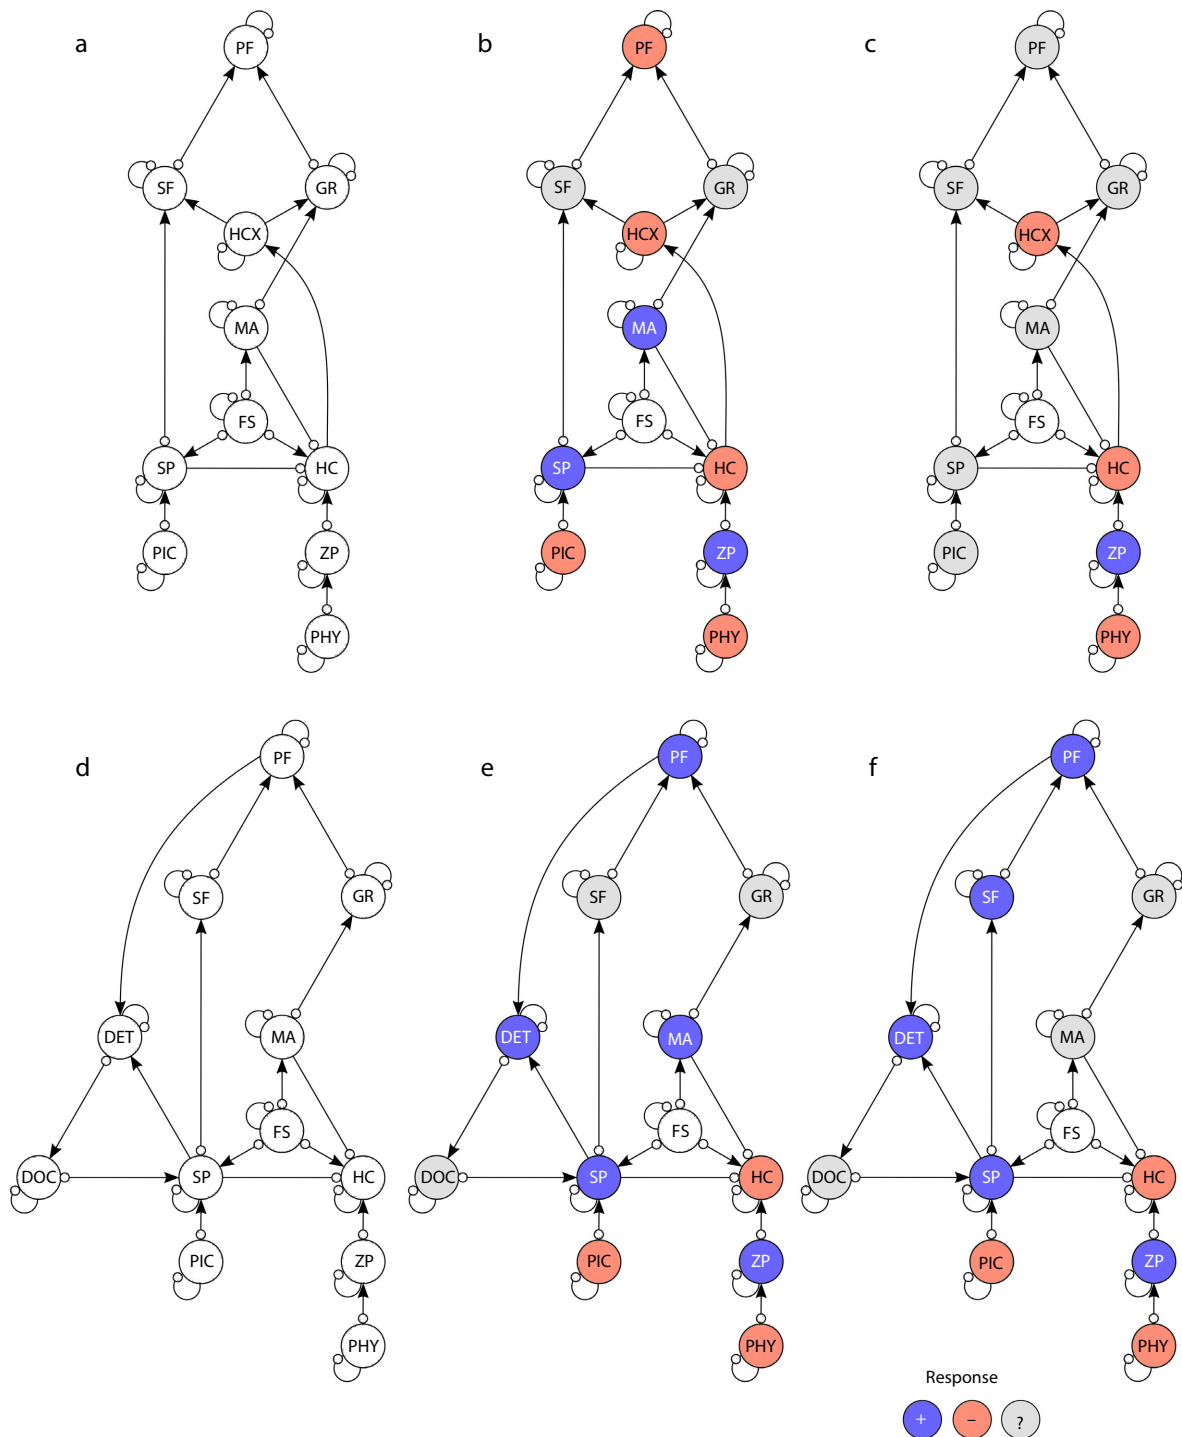 a
PF
SF
GR
HCX
MA
FS
SP
HC
PIC
ZP
PHY
b
PF
SF
GR
HCX
MA
FS
SP
HC
PIC
ZP
PHY
c
PF
SF
GR
HCX
MA
FS
SP
HC
PIC
ZP
PHY
d
PF
SF
GR
DET
MA
FS
DOC
SP
HC
PIC
ZP
PHY
e
PF
SF
GR
DET
MA
FS
DOC
SP
HC
PIC
ZP
PHY
f
PF
SF
GR
DET
MA
FS
DOC
SP
HC
PIC
ZP
PHY
Response
+ – ?